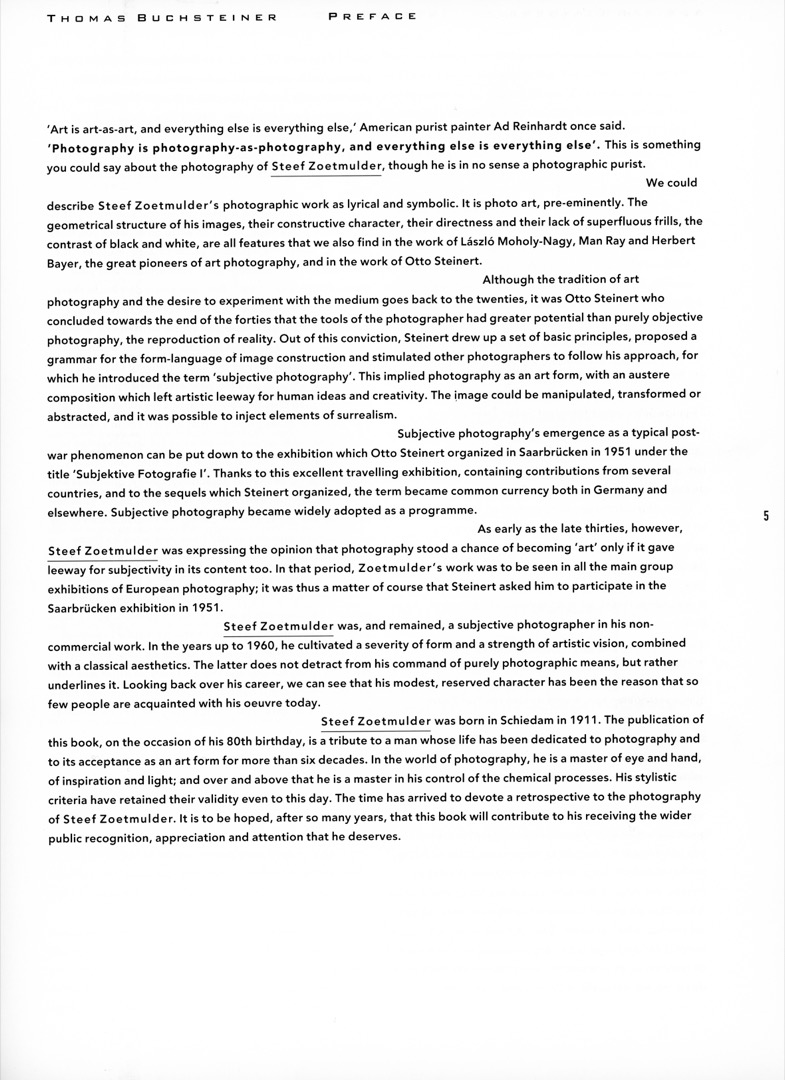 THOMAS BUCHSTEINER PREFACE
'Art is art-as-art, and everything else is everything else,' American purist painter Ad Reinhardt once said.
'Photography is photography-as-photography, and everything else is everything else'. This is something
you could say about the photography of Steef Zoetmulder, though he is in no sense a photographic purist.
We could
describe Steef Zoetmulder's photographic work as lyrical and symbolic. It is photo art, pre-eminently. The
geometrical structure of his images, their constructive character, their directness and their lack of superfluous frills, the
contrast of black and white, are all features that we also find in the work of László Moholy-Nagy, Man Ray and Herbert
Bayer, the great pioneers of art photography, and in the work of Otto Steinert.
Although the tradition of art
photography and the desire to experiment with the medium goes back to the twenties, it was Otto Steinert who
concluded towards the end of the forties that the tools of the photographer had greater potential than purely objective
photography, the reproduction of reality. Out of this conviction, Steinert drew up a set of basic principles, proposed a
grammar for the form-language of image construction and stimulated other photographers to follow his approach, for
which he introduced the term 'subjective photography'. This implied photography as an art form, with an austere
composition which left artistic leeway for human ideas and creativity. The image could be manipulated, transformed or
abstracted, and it was possible to inject elements of surrealism.
Subjective photography's emergence as a typical post-
war phenomenon can be put down to the exhibition which Otto Steinert organized in Saarbrücken in 1951 under the
title 'Subjektive Fotografie I'. Thanks to this excellent travelling exhibition, containing contributions from several
countries, and to the sequels which Steinert organized, the term became common currency both in Germany and
elsewhere. Subjective photography became widely adopted as a programme.
5
As early as the late thirties, however,
Steef Zoetmulder was expressing the opinion that photography stood a chance of becoming 'art' only if it gave
leeway for subjectivity in its content too. In that period, Zoetmulder's work was to be seen in all the main group
exhibitions of European photography; it was thus a matter of course that Steinert asked him to participate in the
Saarbrücken exhibition in 1951.
Steef Zoetmulder was, and remained, a subjective photographer in his non-
commercial work. In the years up to 1960, he cultivated a severity of form and a strength of artistic vision, combined
with a classical aesthetics. The latter does not detract from his command of purely photographic means, but rather
underlines it. Looking back over his career, we can see that his modest, reserved character has been the reason that so
few people are acquainted with his oeuvre today.
Steef Zoetmulder was born in Schiedam in 1911. The publication of
this book, on the occasion of his 80th birthday, is a tribute to a man whose life has been dedicated to photography and
to its acceptance as an art form for more than six decades. In the world of photography, he is a master of eye and hand,
of inspiration and light; and over and above that he is a master in his control of the chemical processes. His stylistic
criteria have retained their validity even to this day. The time has arrived to devote a retrospective to the photography
of Steef Zoetmulder. It is to be hoped, after so many years, that this book will contribute to his receiving the wider
public recognition, appreciation and attention that he deserves.